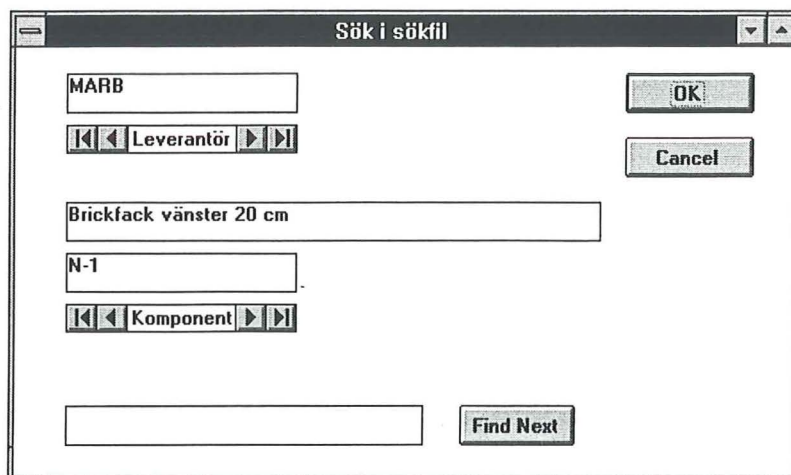 Sök i sökfil
MARB
OK
Leverantör
Cancel
Brickfack vänster 20 cm
N-1
Komponent
Find Next